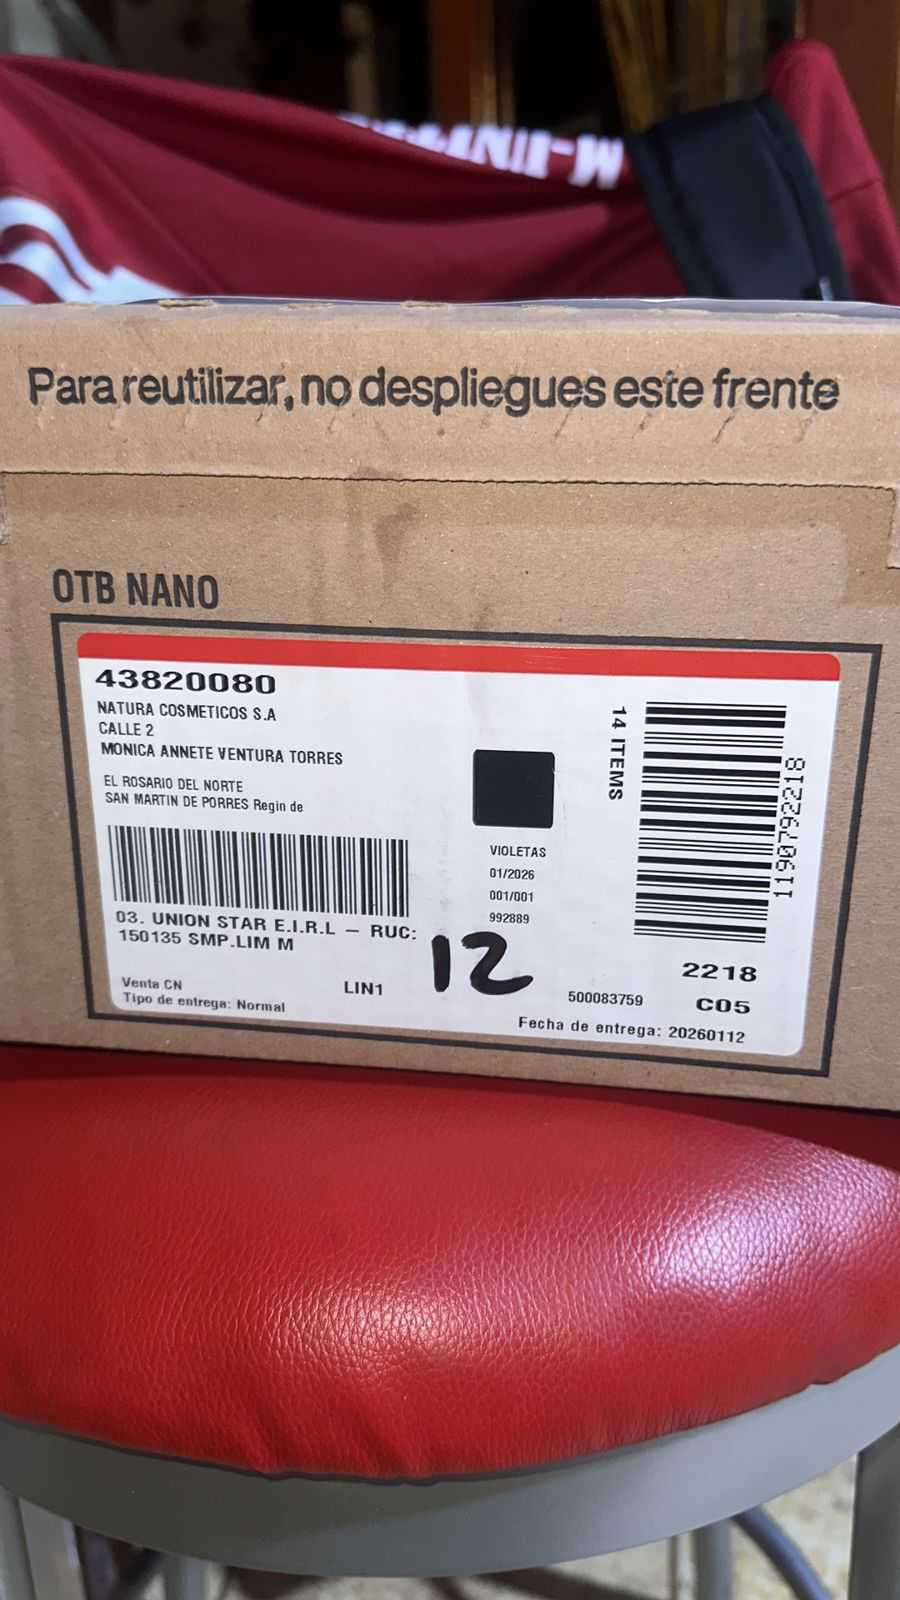 Para reutilizar, no despliegues este frente
OTB NANO
43820080
NATURA COSMETICOS S.A
CALLE 2
MONICA ANNETE VENTURA TORRES
EL ROSARIO DEL NORTE
SAN MARTIN DE PORRES Regin de
14 ITEMS
1190792218
VIOLETAS
01/2026
001/001
992889
03. UNION STAR E.I.R.L – RUC:
150135 SMP.LIM M
12
2218
Venta CN
LIN1
500083759
C05
Tipo de entrega: Normal
Fecha de entrega: 20260112